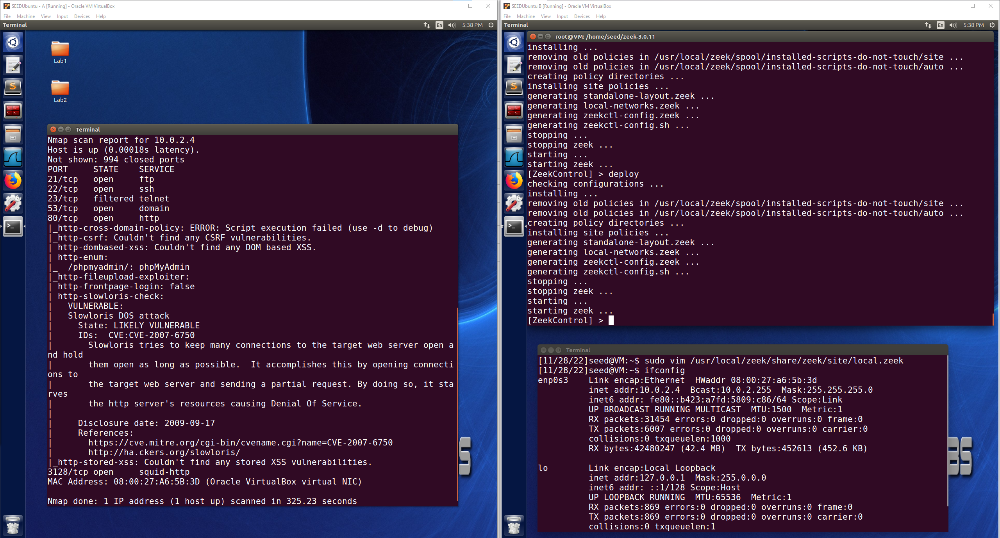 SEEDUbuntu - A [Running] - Oracle VM VirtualBox
File Machine View Input Devices Help
Terminal En 5:38 PM
Lab1
Lab2
Terminal
Nmap scan report for 10.0.2.4
Host is up (0.00018s latency).
Not shown: 994 closed ports
PORT     STATE    SERVICE
21/tcp   open     ftp
22/tcp   open     ssh
23/tcp   filtered telnet
53/tcp   open     domain
80/tcp   open     http
|_http-cross-domain-policy: ERROR: Script execution failed (use -d to debug)
|_http-csrf: Couldn't find any CSRF vulnerabilities.
|_http-dombased-xss: Couldn't find any DOM based XSS.
| http-enum:
|_  /phpmyadmin/: phpMyAdmin
|_http-fileupload-exploiter:
|_http-frontpage-login: false
| http-slowloris-check:
|   VULNERABLE:
|   Slowloris DOS attack
|     State: LIKELY VULNERABLE
|     IDs:  CVE:CVE-2007-6750
|       Slowloris tries to keep many connections to the target web server open a
nd hold
|       them open as long as possible.  It accomplishes this by opening connecti
ons to
|       the target web server and sending a partial request. By doing so, it sta
rves
|       the http server's resources causing Denial Of Service.
|
|     Disclosure date: 2009-09-17
|     References:
|       https://cve.mitre.org/cgi-bin/cvename.cgi?name=CVE-2007-6750
|_      http://ha.ckers.org/slowloris/
|_http-stored-xss: Couldn't find any stored XSS vulnerabilities.
3128/tcp open     squid-http
MAC Address: 08:00:27:A6:5B:3D (Oracle VirtualBox virtual NIC)
Nmap done: 1 IP address (1 host up) scanned in 325.23 seconds
S
SEEDUbuntu B [Running] - Oracle VM VirtualBox
File Machine View Input Devices Help
Terminal En 5:38 PM
root@VM: /home/seed/zeek-3.0.11
installing ...
removing old policies in /usr/local/zeek/spool/installed-scripts-do-not-touch/site ...
removing old policies in /usr/local/zeek/spool/installed-scripts-do-not-touch/auto ...
creating policy directories ...
installing site policies ...
generating standalone-layout.zeek ...
generating local-networks.zeek ...
generating zeekctl-config.zeek ...
generating zeekctl-config.sh ...
stopping ...
stopping zeek ...
starting ...
starting zeek ...
[ZeekControl] > deploy
checking configurations ...
installing ...
removing old policies in /usr/local/zeek/spool/installed-scripts-do-not-touch/site ...
removing old policies in /usr/local/zeek/spool/installed-scripts-do-not-touch/auto ...
creating policy directories ...
installing site policies ...
generating standalone-layout.zeek ...
generating local-networks.zeek ...
generating zeekctl-config.zeek ...
generating zeekctl-config.sh ...
stopping ...
stopping zeek ...
starting ...
starting zeek ...
[ZeekControl] >
Terminal
[11/28/22]seed@VM:~$ sudo vim /usr/local/zeek/share/zeek/site/local.zeek
[11/28/22]seed@VM:~$ ifconfig
enp0s3    Link encap:Ethernet  HWaddr 08:00:27:a6:5b:3d
          inet addr:10.0.2.4  Bcast:10.0.2.255  Mask:255.255.255.0
          inet6 addr: fe80::b423:a7fd:5809:c86/64 Scope:Link
          UP BROADCAST RUNNING MULTICAST  MTU:1500  Metric:1
          RX packets:31454 errors:0 dropped:0 overruns:0 frame:0
          TX packets:6007 errors:0 dropped:0 overruns:0 carrier:0
          collisions:0 txqueuelen:1000
          RX bytes:42480247 (42.4 MB)  TX bytes:452613 (452.6 KB)
lo        Link encap:Local Loopback
          inet addr:127.0.0.1  Mask:255.0.0.0
          inet6 addr: ::1/128 Scope:Host
          UP LOOPBACK RUNNING  MTU:65536  Metric:1
          RX packets:869 errors:0 dropped:0 overruns:0 frame:0
          TX packets:869 errors:0 dropped:0 overruns:0 carrier:0
          collisions:0 txqueuelen:1
BS